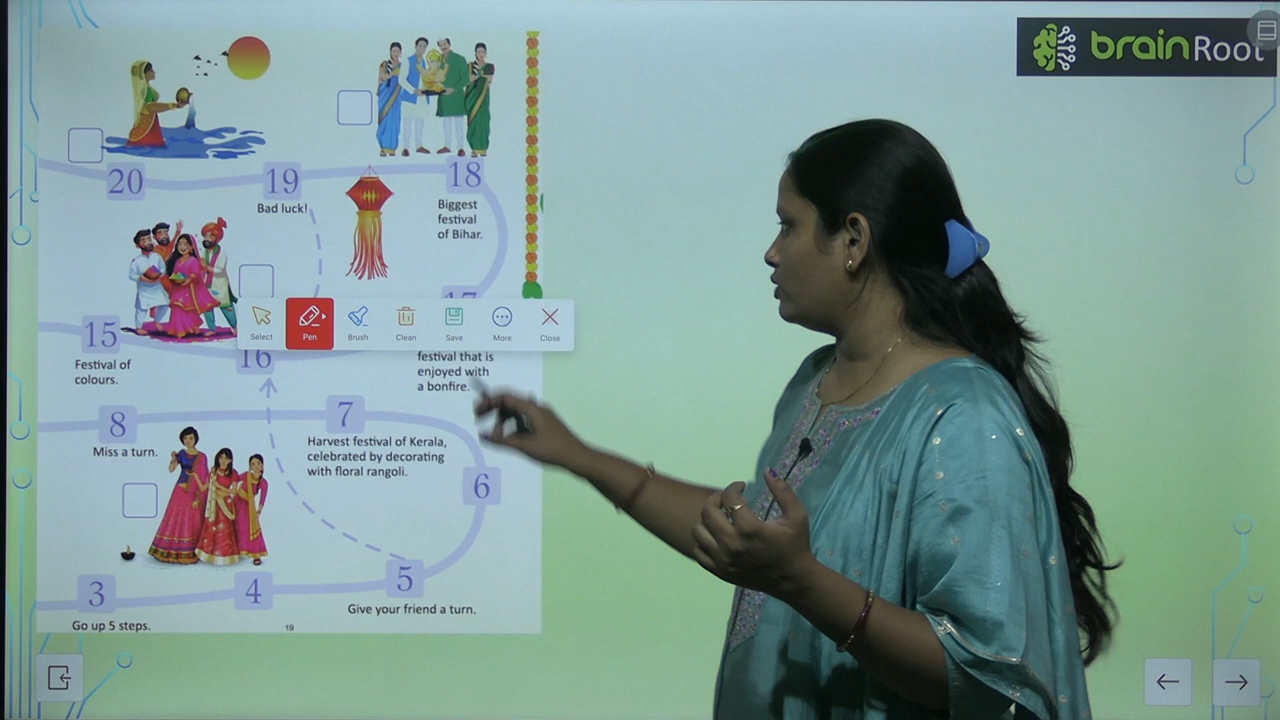 brainRoot
20
19
18
Bad luck!
Biggest
festival
of Bihar.
15
Festival of
colours.
Select
Pen
Brush
Clean
Save
More
Close
16
festival that is
enjoyed with
a bonfire.
8
Miss a turn.
7
Harvest festival of Kerala,
celebrated by decorating
with floral rangoli.
6
3
Go up 5 steps.
4
5
Give your friend a turn.
19